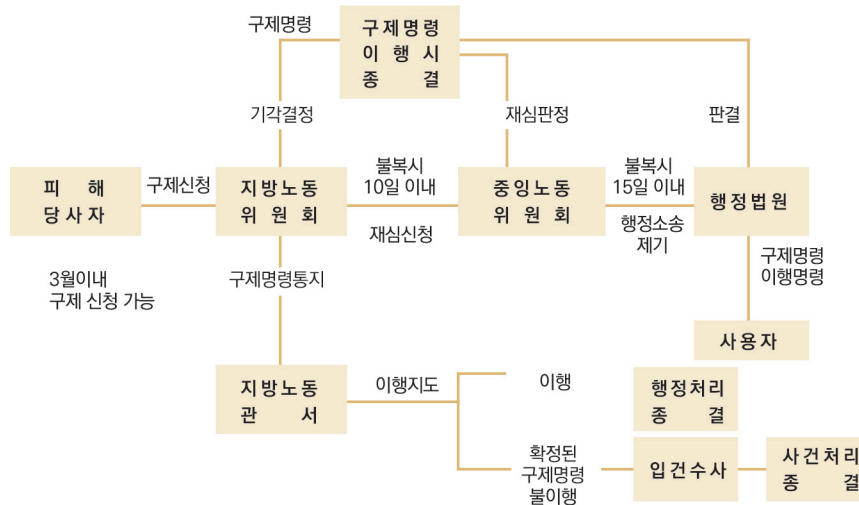 구제명령
구제명령
이 행 시
종 결
기각결정
재심판정
판결
피 해
당사자
구제신청
지방노동
위 원 회
불복시
10일 이내
재심신청
중잉노동
위 원 회
불복시
15일 이내
행정소송
제기
행정법원
3월이내
구제 신청 가능
구제명령통지
구제명령
이행명령
사용자
지방노동
관 서
이행지도
이행
행정처리
종 결
확정된
구제명령
불이행
입건수사
사건처리
종 결